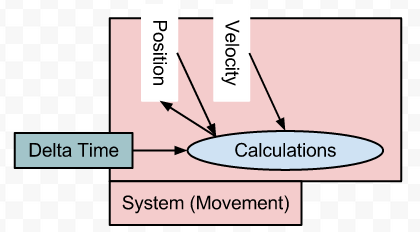 Position
Velocity
Delta Time
Calculations
System (Movement)